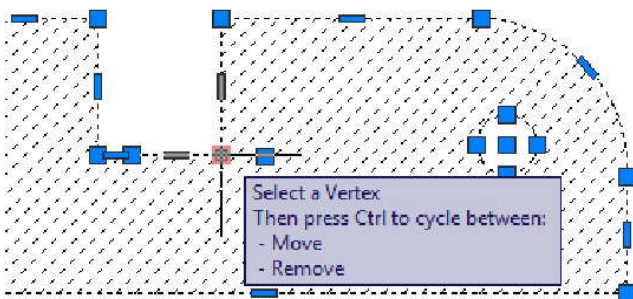 Select a Vertex
Then press Ctrl to cycle between:
- Move
- Remove